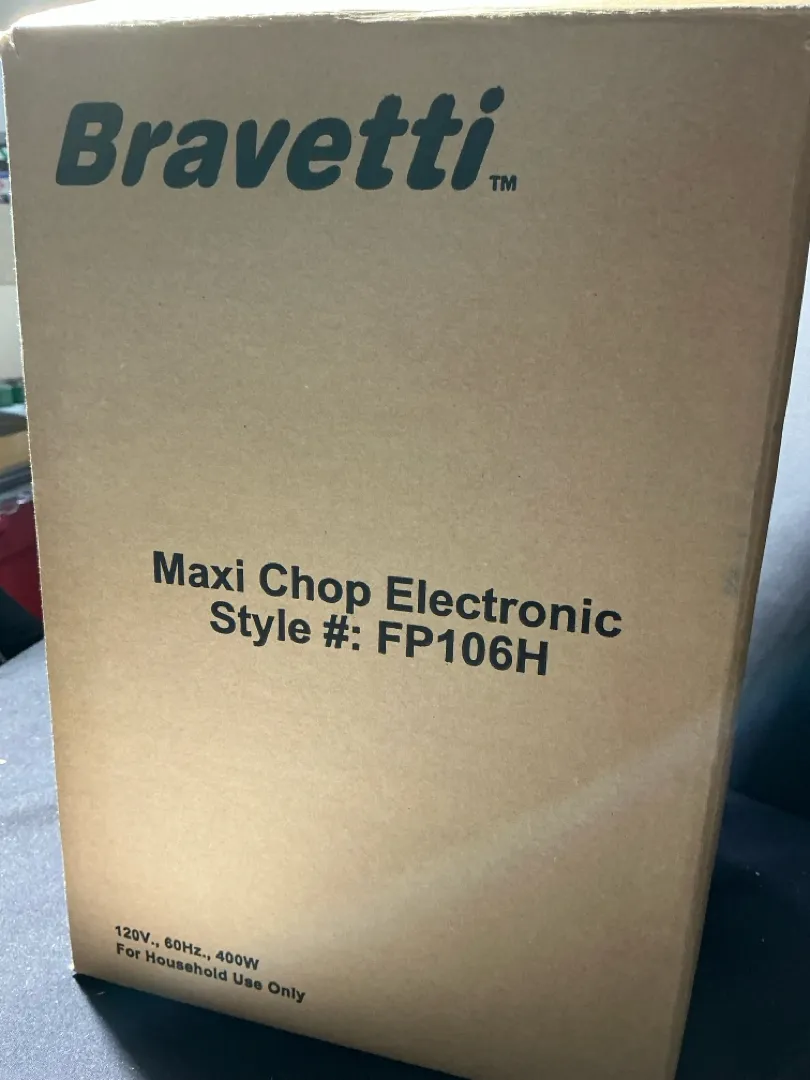 Bravetti™
Maxi Chop Electronic
Style #: FP106H
120V., 60Hz., 400W
For Household Use Only